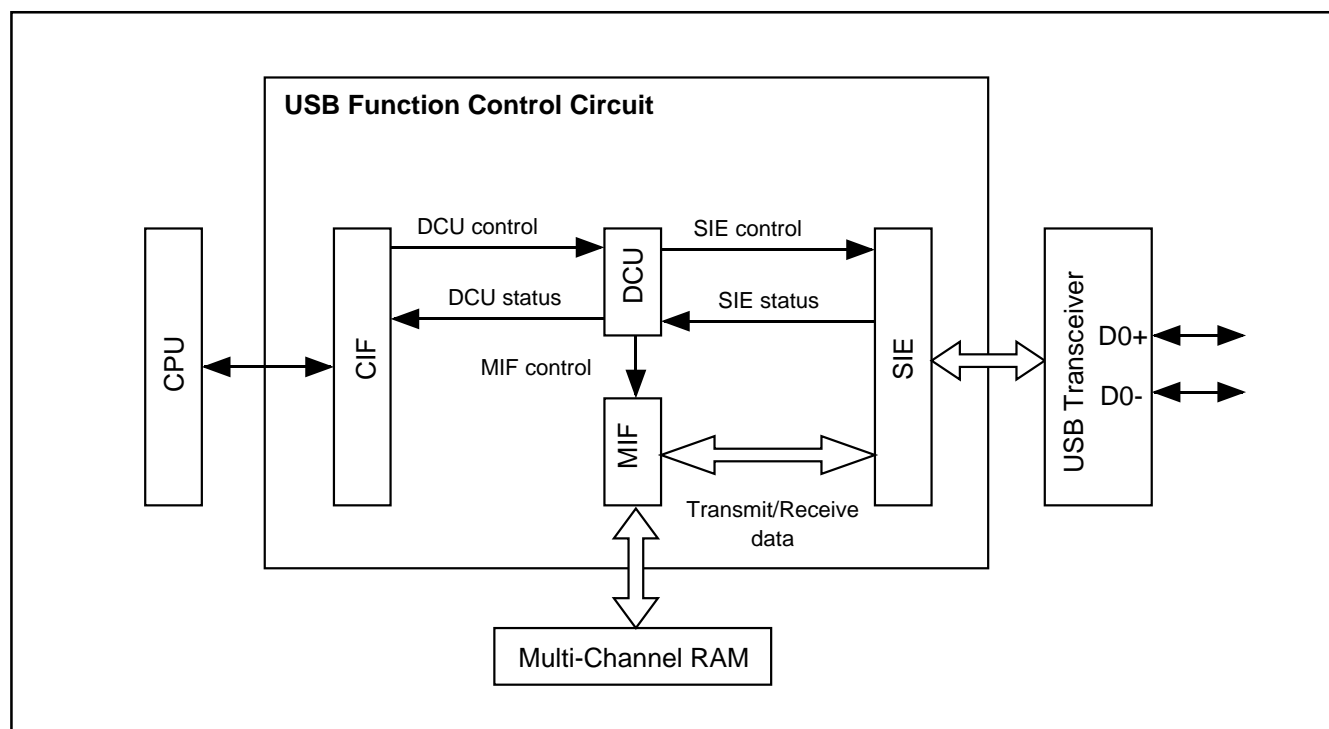 USB Function Control Circuit
CPU
CIF
DCU control
DCU status
DCU
MIF control
MIF
SIE control
SIE status
SIE
Transmit/Receive
data
USB Transceiver
D0+
D0-
Multi-Channel RAM